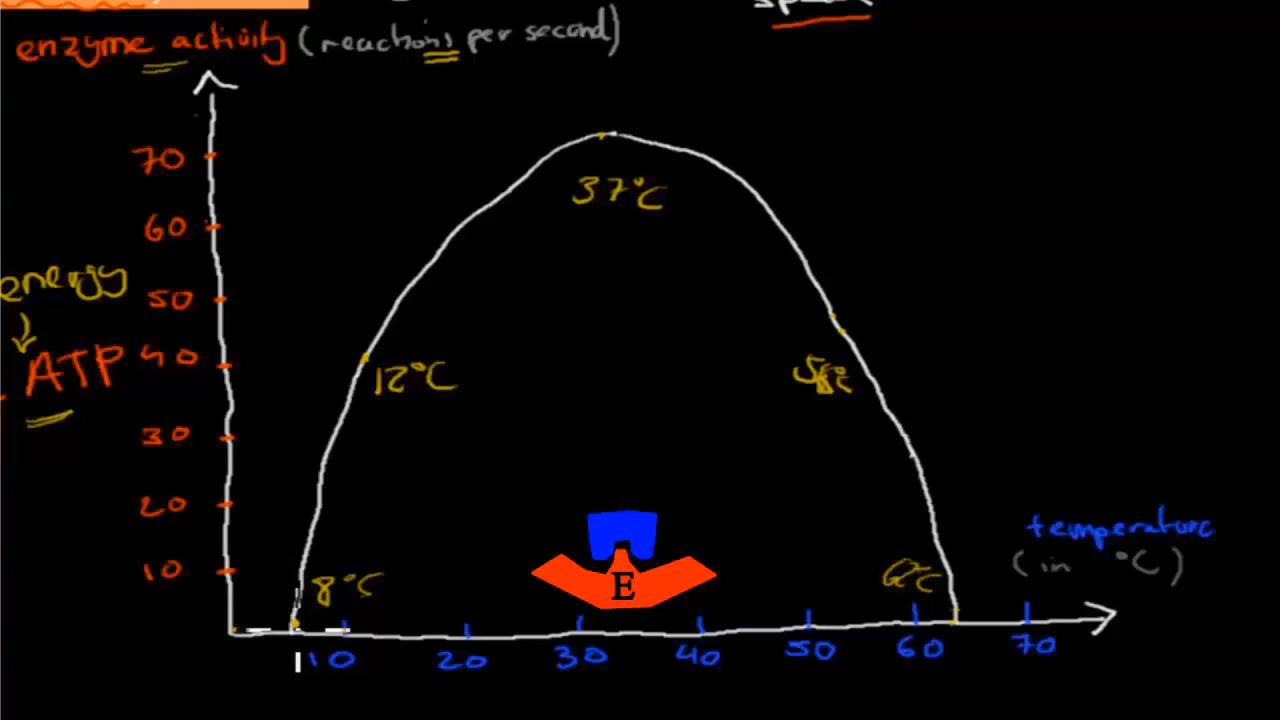 enzyme activity (reactions per second)
70
37°C
60
energy
50
ATP 40
12°C
30
20
temperature
(in °C)
10
8°C
E
10 20 30 40 50 60 70